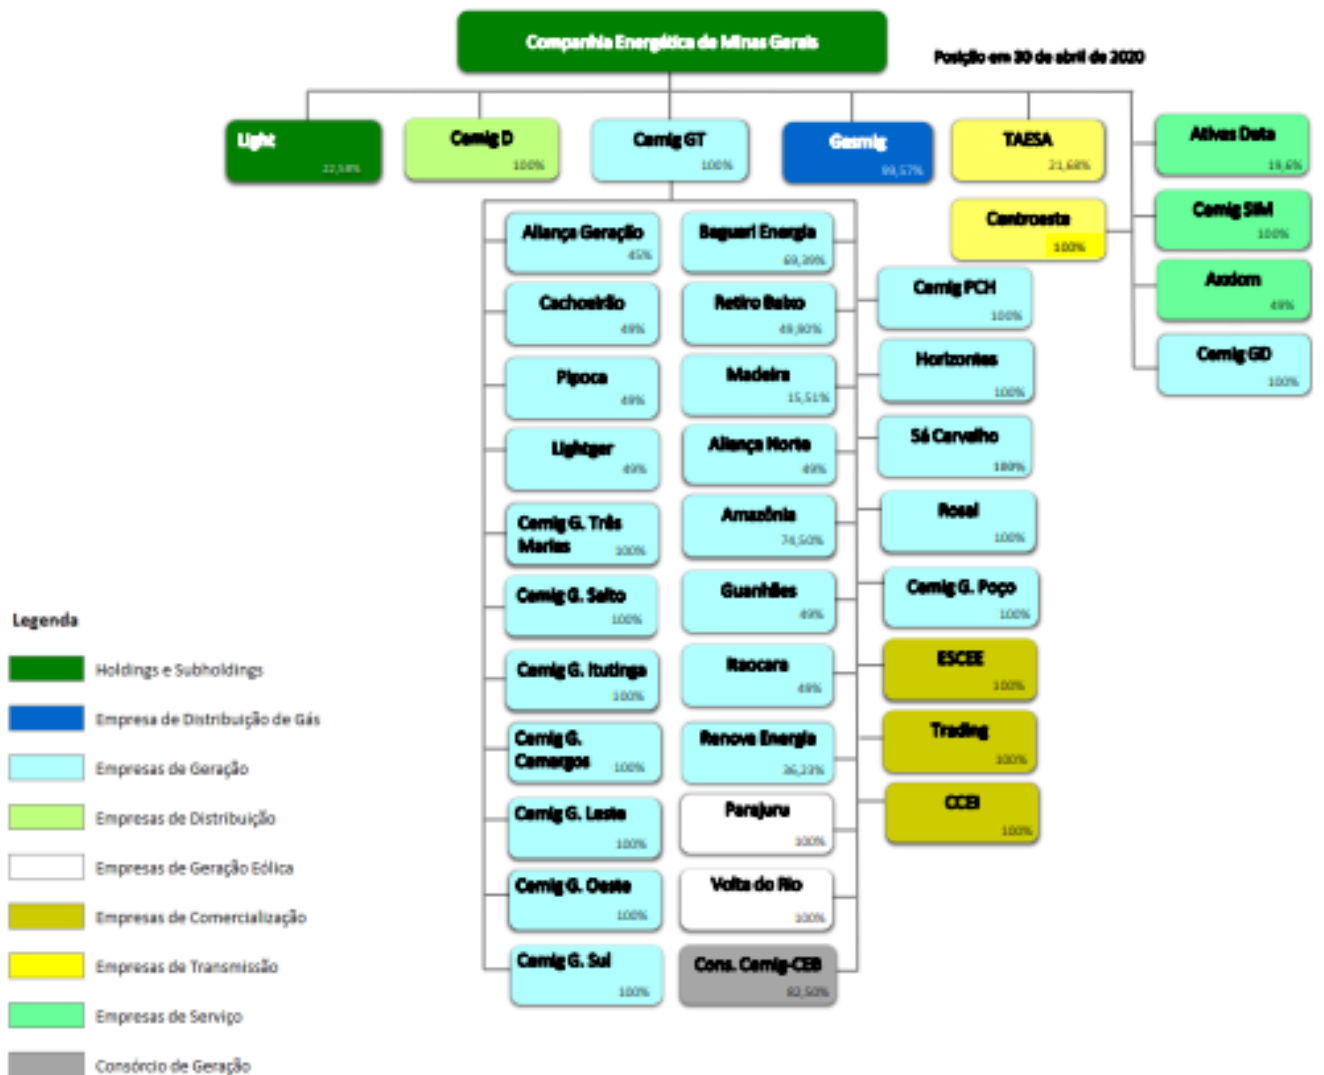 Companhia Energética de Minas Gerais
Posição em 30 de abril de 2020
Light
22,58%
Cemig D
100%
Cemig GT
100%
Gasmig
99,57%
TAESA
21,68%
Ativas Data
19,6%
Centroeste
100%
Cemig SIM
100%
Axxiom
49%
Cemig GD
100%
Aliança Geração
45%
Cachoeirão
49%
Pipoca
49%
Lightger
49%
Cemig G. Três
Marias
100%
Cemig G. Salto
100%
Cemig G. Itutinga
100%
Cemig G.
Camargos
100%
Cemig G. Leste
100%
Cemig G. Oeste
100%
Cemig G. Sul
100%
Baguari Energia
69,39%
Retiro Baixo
49,90%
Madeira
15,51%
Aliança Norte
49%
Amazônia
74,50%
Guanhães
49%
Itaocara
49%
Renova Energia
36,23%
Parajuru
100%
Volta do Rio
100%
Cons. Cemig-CEB
82,50%
Cemig PCH
100%
Horizontes
100%
Sá Carvalho
100%
Rosal
100%
Cemig G. Poço
100%
ESCEE
100%
Trading
100%
CCEI
100%
Legenda
Holdings e Subholdings
Empresa de Distribuição de Gás
Empresas de Geração
Empresas de Distribuição
Empresas de Geração Eólica
Empresas de Comercialização
Empresas de Transmissão
Empresas de Serviço
Consórcio de Geração